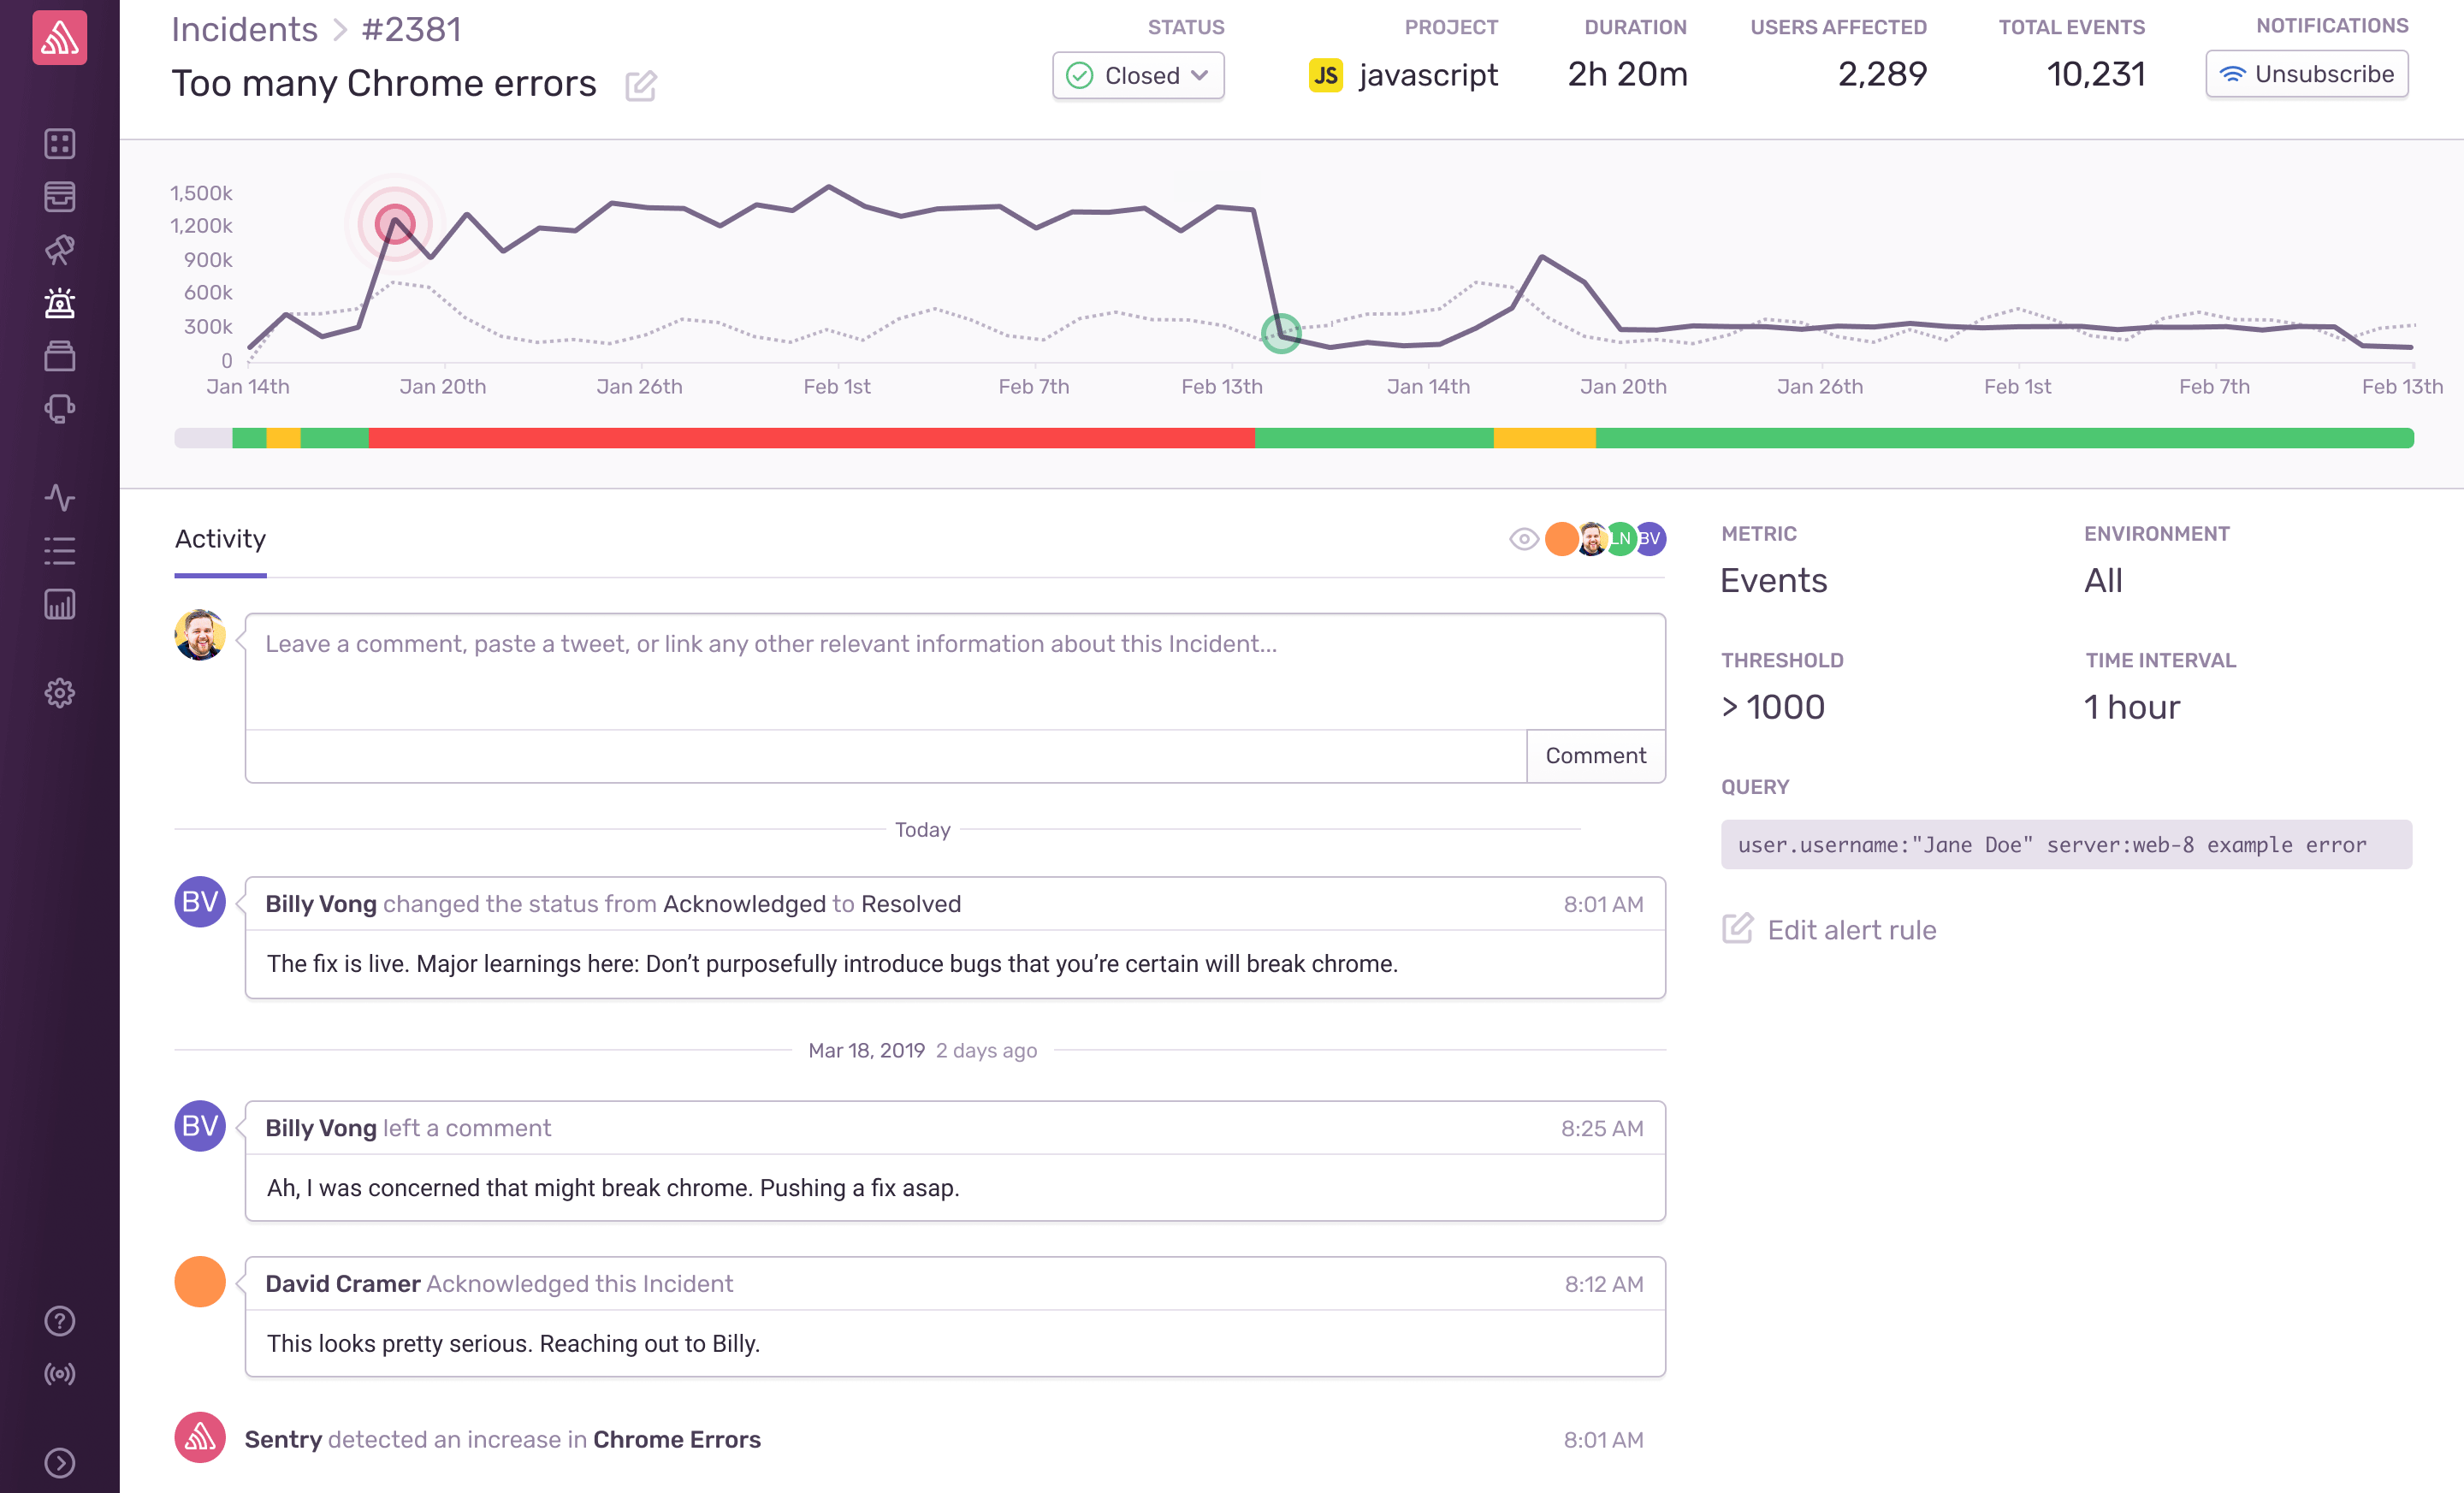 Incidents > #2381
Too many Chrome errors
STATUS
Closed
PROJECT
JS javascript
DURATION
2h 20m
USERS AFFECTED
2,289
TOTAL EVENTS
10,231
NOTIFICATIONS
Unsubscribe
1,500k
1,200k
900k
600k
300k
0
Jan 14th Jan 20th Jan 26th Feb 1st Feb 7th Feb 13th Jan 14th Jan 20th Jan 26th Feb 1st Feb 7th Feb 13th
Activity
LN BV
Leave a comment, paste a tweet, or link any other relevant information about this Incident...
Comment
Today
BV
Billy Vong changed the status from Acknowledged to Resolved 8:01 AM
The fix is live. Major learnings here: Don’t purposefully introduce bugs that you’re certain will break chrome.
Mar 18, 2019 2 days ago
BV
Billy Vong left a comment 8:25 AM
Ah, I was concerned that might break chrome. Pushing a fix asap.
David Cramer Acknowledged this Incident 8:12 AM
This looks pretty serious. Reaching out to Billy.
Sentry detected an increase in Chrome Errors 8:01 AM
METRIC
Events
ENVIRONMENT
All
THRESHOLD
> 1000
TIME INTERVAL
1 hour
QUERY
user.username:"Jane Doe" server:web-8 example error
Edit alert rule